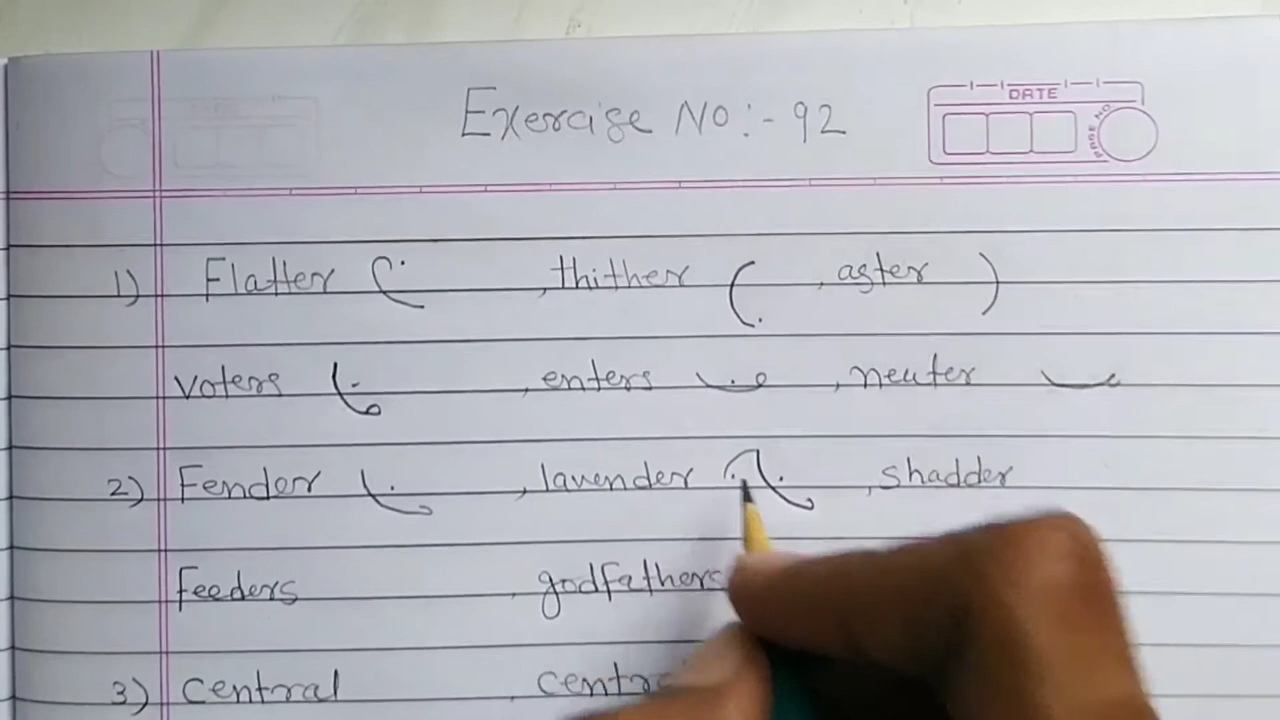 Exercise No:- 92
DATE
PAGE NO
1) Flatter , thither , aster
voters , enters , neuter
2) Fender , lavender , shadder
Feeders , godfathers
3) central ,